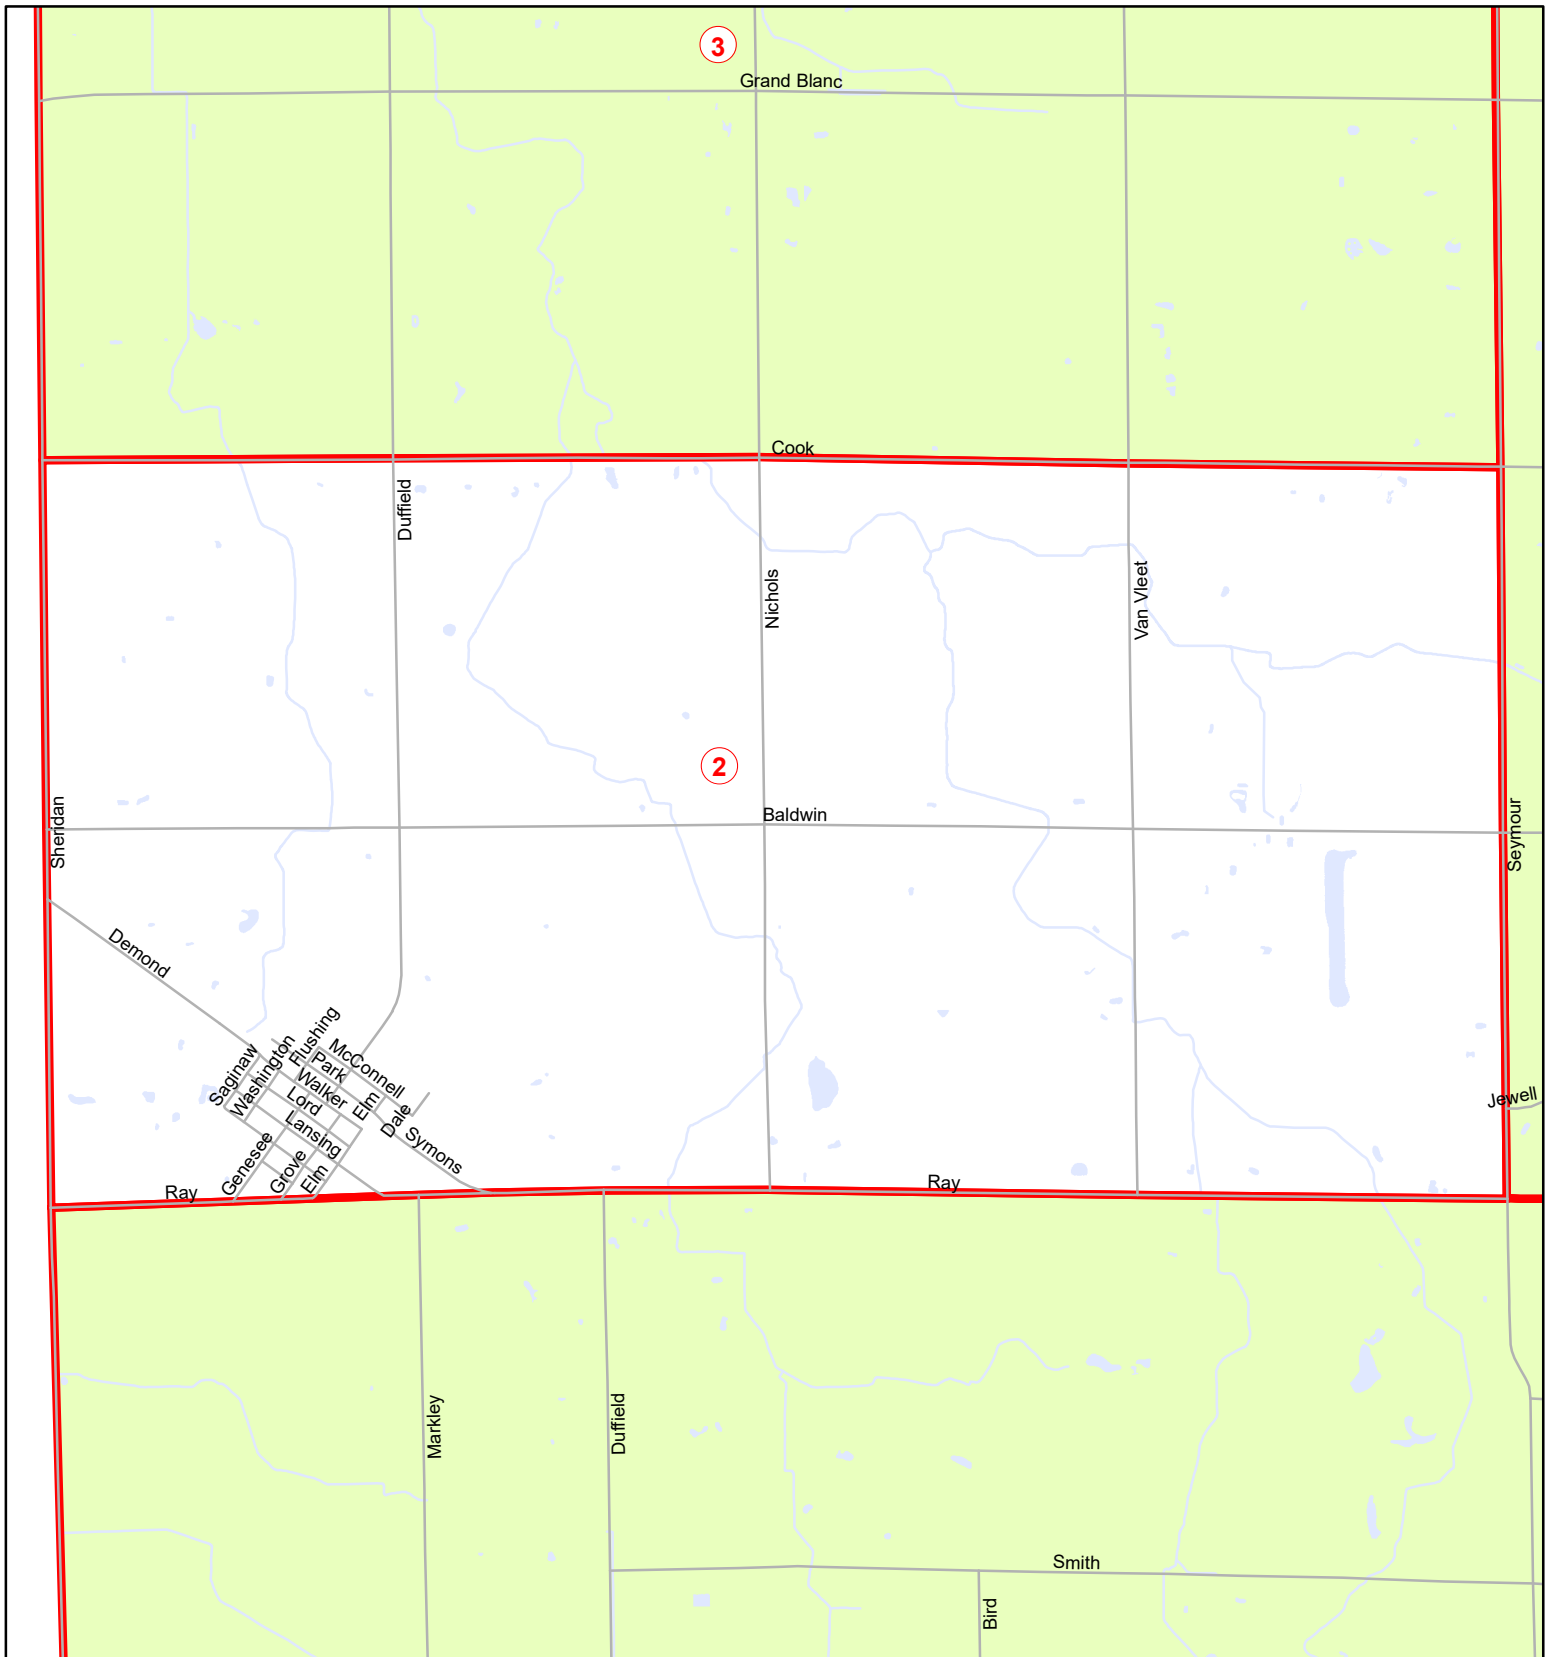 3
Grand Blanc
Cook
Duffield
Nichols
Van Vleet
2
Baldwin
Sheridan
Seymour
Demond
Saginaw
Washington
Flushing
McConnell
Park
Walker
Lord
Lansing
Elm
Dale
Symons
Genesee
Grove
Elm
Jewell
Ray
Ray
Markley
Duffield
Smith
Bird